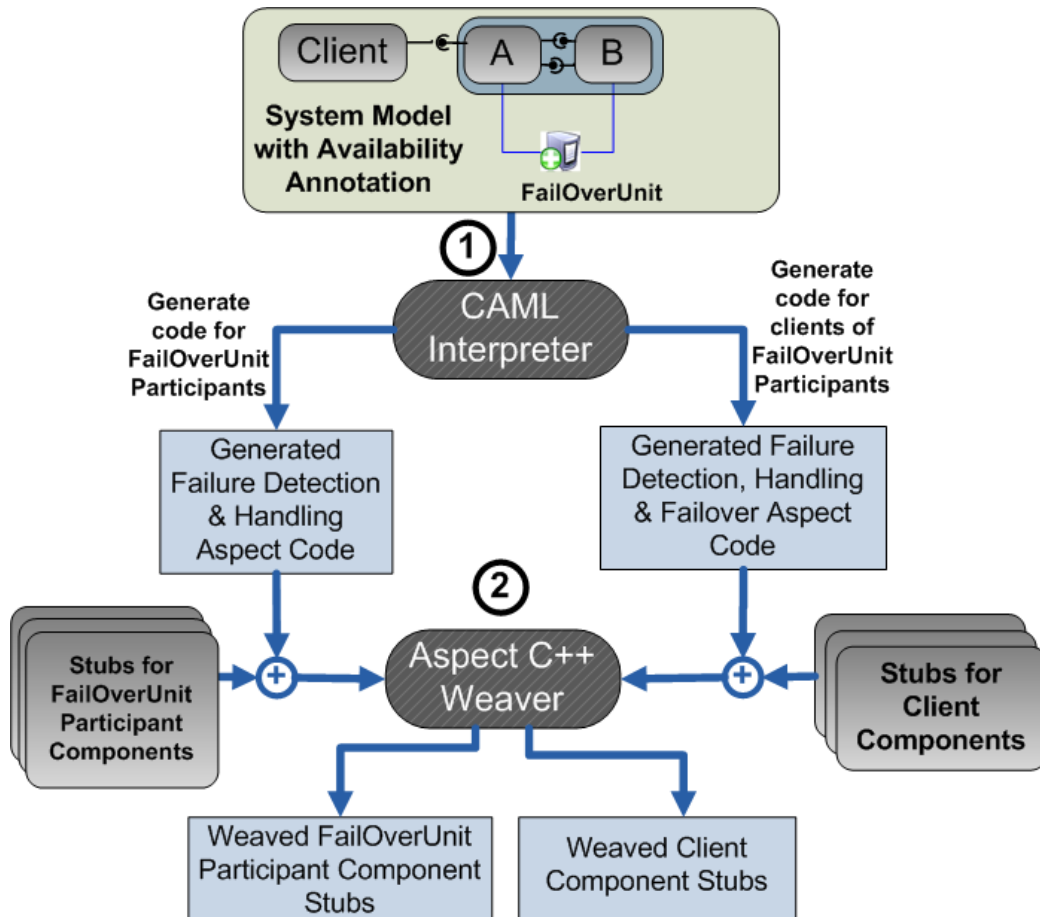 Client
A
B
System Model
with Availability
Annotation
FailOverUnit
1
Generate
code for
FailOverUnit
Participants
CAML
Interpreter
Generate
code for
clients of
FailOverUnit
Participants
Generated
Failure Detection
& Handling
Aspect Code
Generated Failure
Detection, Handling
& Failover Aspect
Code
2
Stubs for
FailOverUnit
Participant
Components
Aspect C++
Weaver
Stubs for
Client
Components
Weaved FailOverUnit
Participant Component
Stubs
Weaved Client
Component Stubs